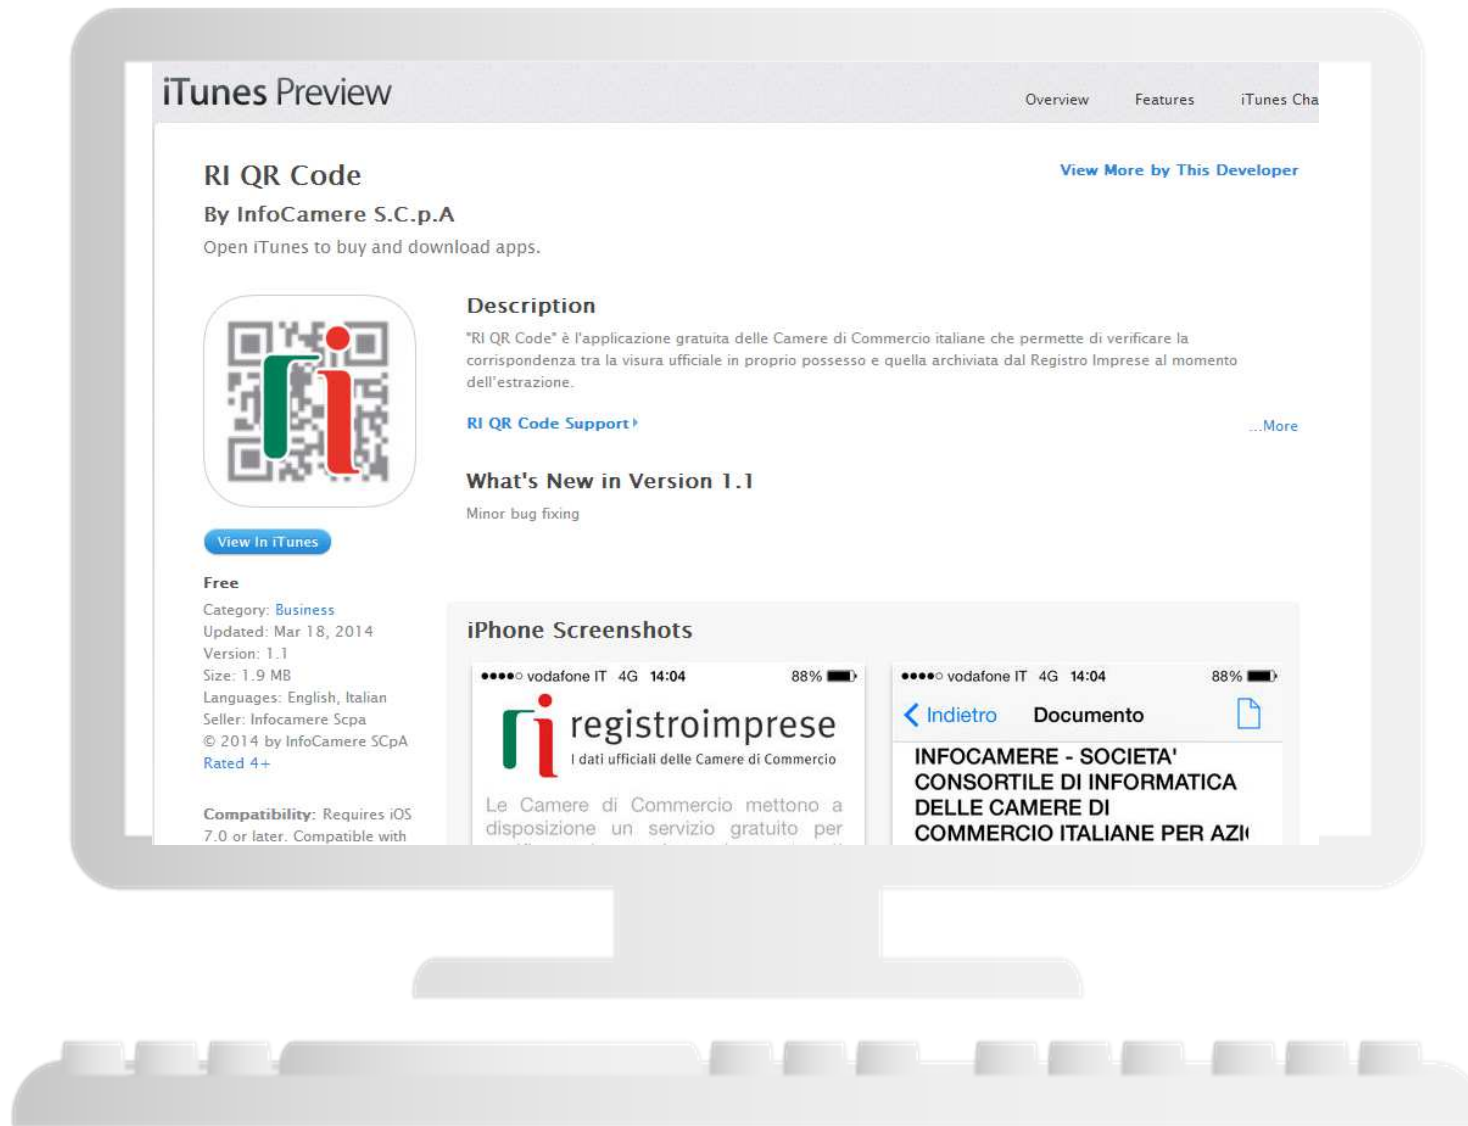 iTunes Preview
Overview Features iTunes Cha
RI QR Code
View More by This Developer
By InfoCamere S.C.p.A
Open iTunes to buy and download apps.
Description
"RI QR Code" è l'applicazione gratuita delle Camere di Commercio italiane che permette di verificare la
corrispondenza tra la visura ufficiale in proprio possesso e quella archiviata dal Registro Imprese al momento
dell'estrazione.
RI QR Code Support
...More
What's New in Version 1.1
Minor bug fixing
View In iTunes
Free
Category: Business
Updated: Mar 18, 2014
Version: 1.1
Size: 1.9 MB
Languages: English, Italian
Seller: Infocamere Scpa
© 2014 by InfoCamere SCpA
Rated 4+
Compatibility: Requires iOS
7.0 or later. Compatible with
iPhone Screenshots
vodafone IT 4G 14:04 88%
ri registroimprese
I dati ufficiali delle Camere di Commercio
Le Camere di Commercio mettono a
disposizione un servizio gratuito per
vodafone IT 4G 14:04 88%
Indietro Documento
INFOCAMERE - SOCIETA'
CONSORTILE DI INFORMATICA
DELLE CAMERE DI
COMMERCIO ITALIANE PER AZI